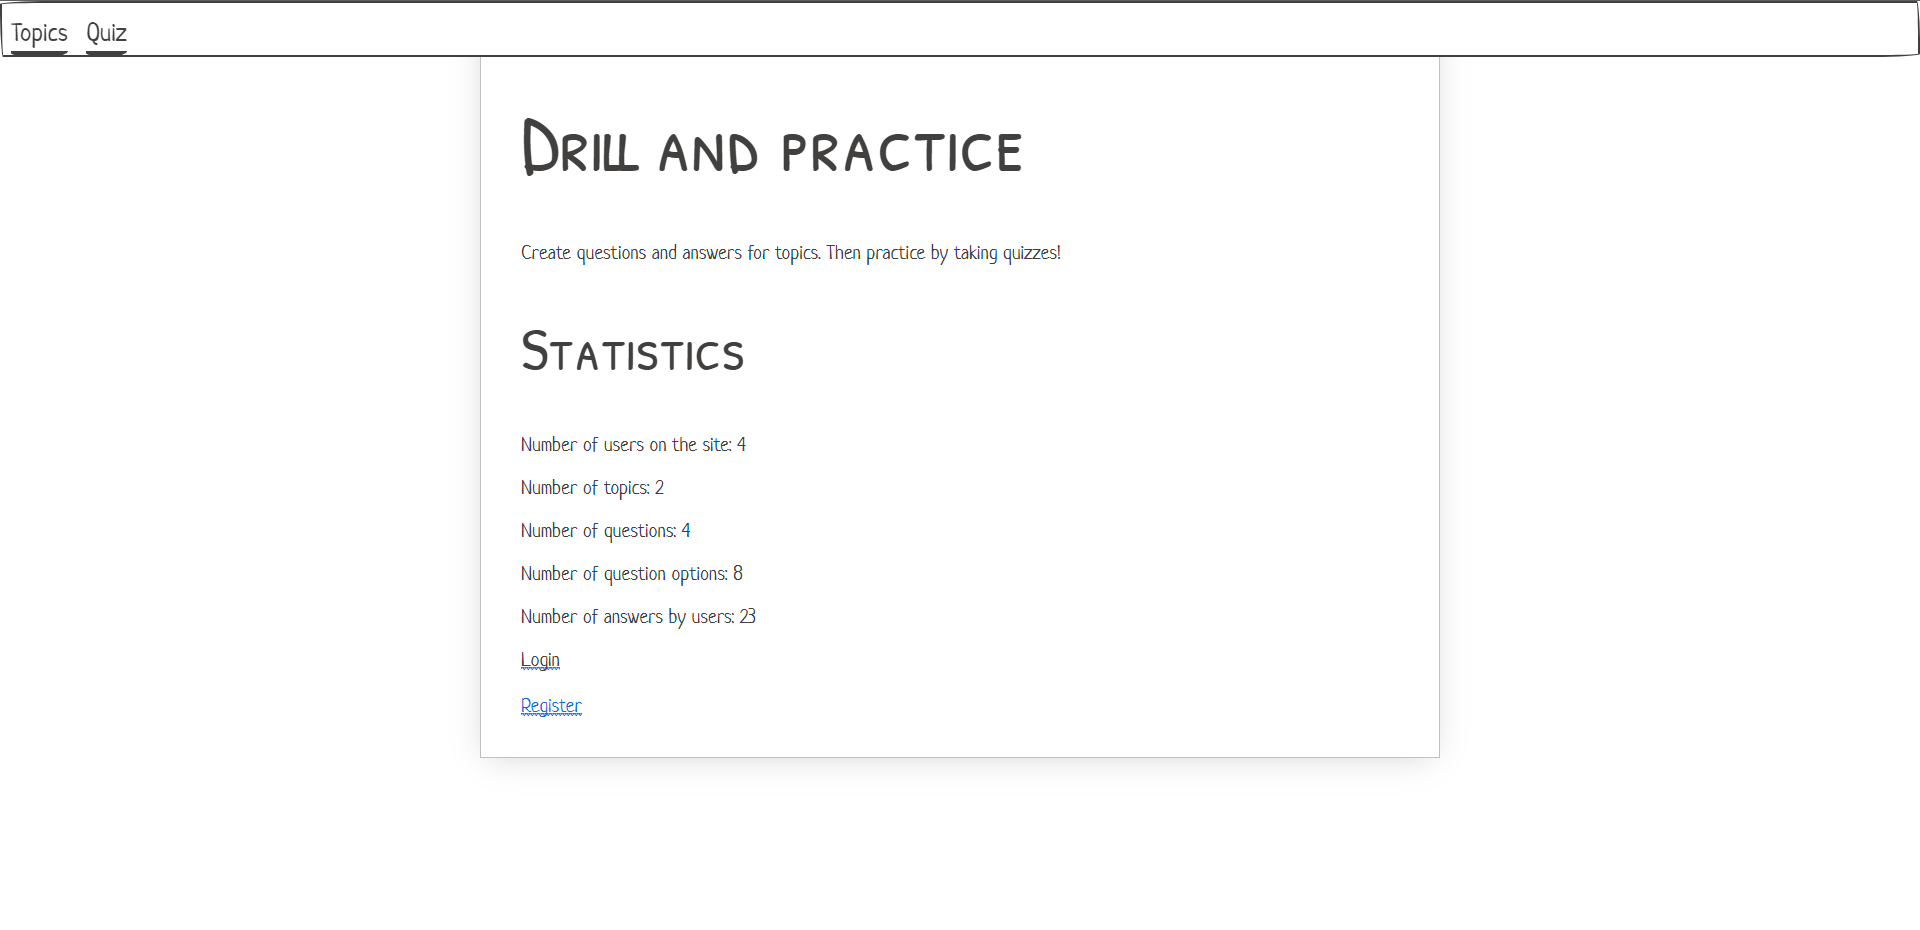 Topics Quiz
Drill and practice
Create questions and answers for topics. Then practice by taking quizzes!
Statistics
Number of users on the site: 4
Number of topics: 2
Number of questions: 4
Number of question options: 8
Number of answers by users: 23
Login
Register